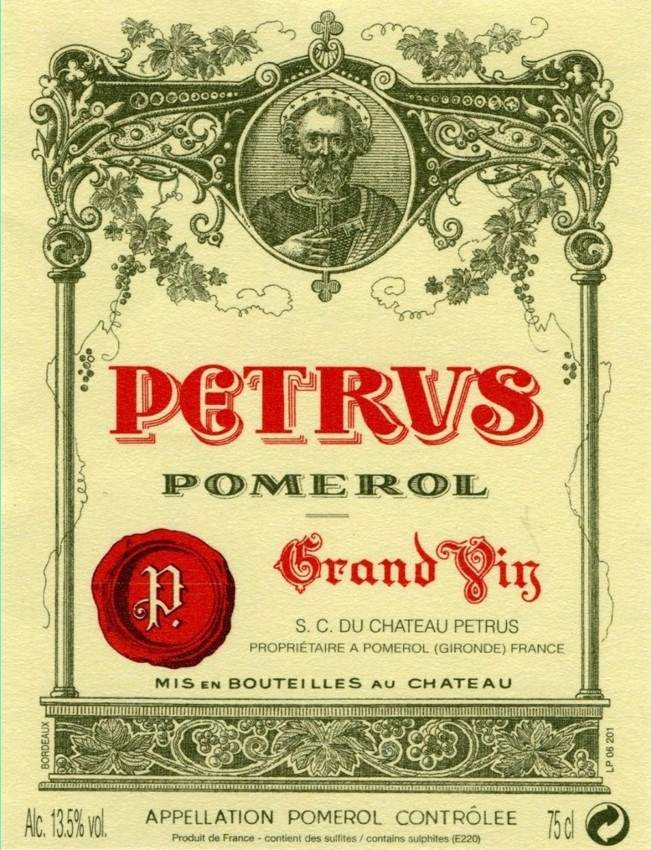 PETRVS
POMEROL
Grand Vin
P.
S. C. DU CHATEAU PETRUS
PROPRIÉTAIRE A POMEROL (GIRONDE) FRANCE
MIS EN BOUTEILLES AU CHATEAU
BORDEAUX
LP 06 201
Alc. 13.5% vol.
APPELLATION POMEROL CONTRÔLEE
75 cl
Produit de France - contient des sulfites / contains sulphites (E220)